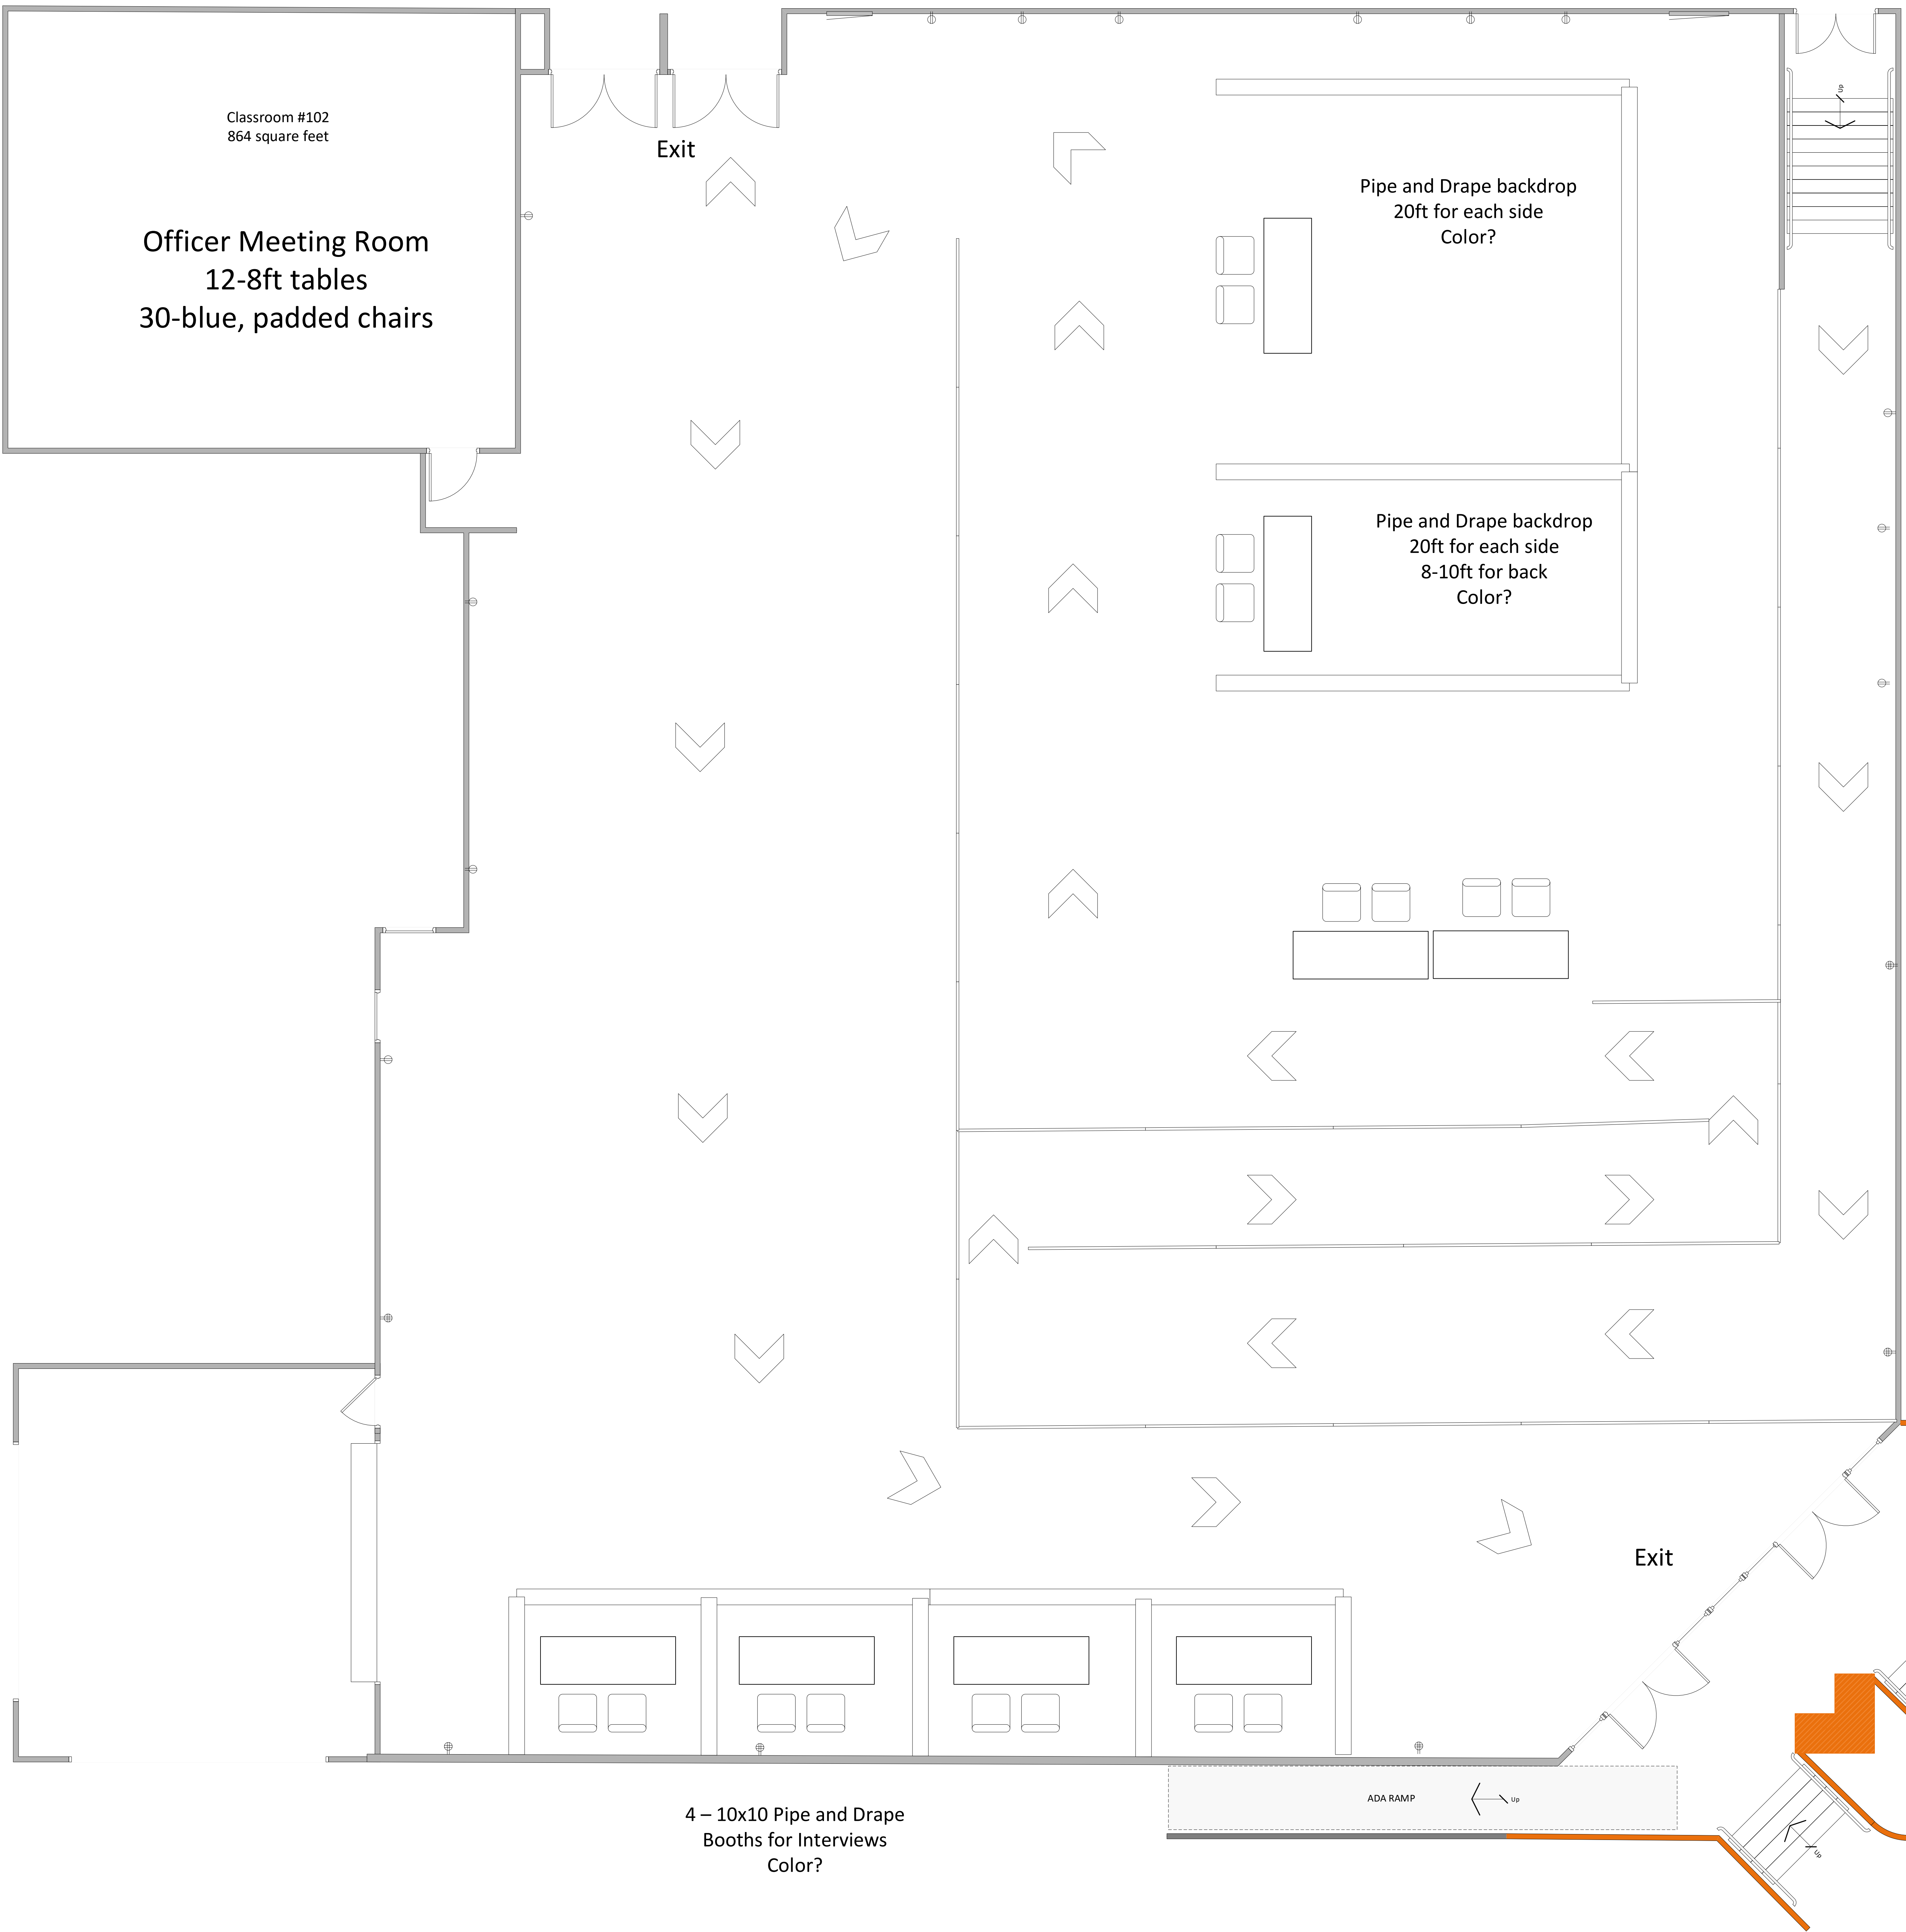 Classroom #102
864 square feet
Officer Meeting Room
12-8ft tables
30-blue, padded chairs
Exit
Pipe and Drape backdrop
20ft for each side
Color?
Up
Pipe and Drape backdrop
20ft for each side
8-10ft for back
Color?
Exit
ADA RAMP
Up
4 – 10x10 Pipe and Drape
Booths for Interviews
Color?
Up